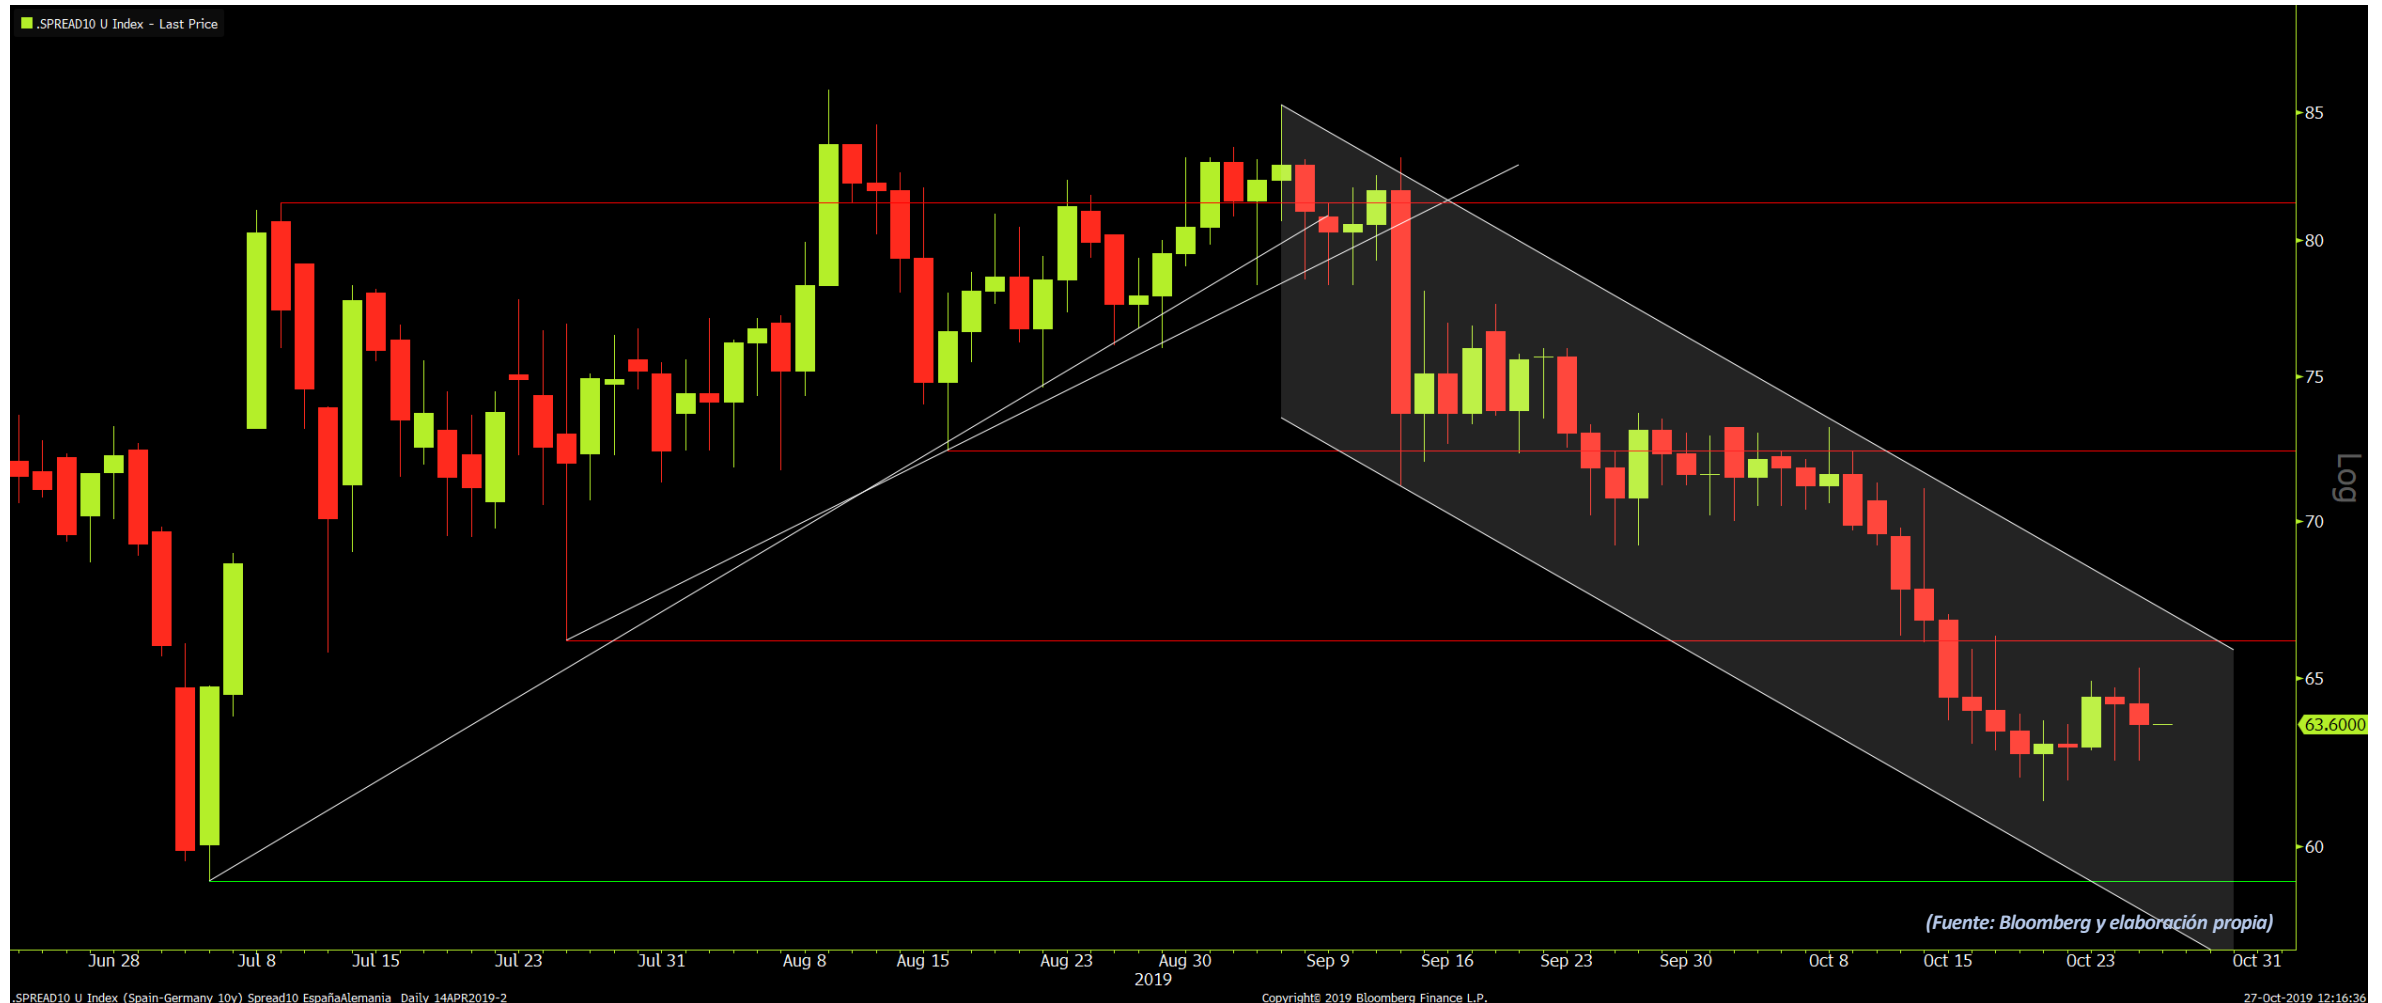 .SPREAD10 U Index - Last Price
85
80
75
Log
70
65
63.6000
60
(Fuente: Bloomberg y elaboración propia)
Jun 28 Jul 8 Jul 15 Jul 23 Jul 31 Aug 8 Aug 15 Aug 23 Aug 30 Sep 9 Sep 16 Sep 23 Sep 30 Oct 8 Oct 15 Oct 23 Oct 31
2019
.SPREAD10 U Index (Spain-Germany 10y) Spread10 EspañaAlemania Daily 14APR2019-2 Copyright© 2019 Bloomberg Finance L.P. 27-Oct-2019 12:16:36